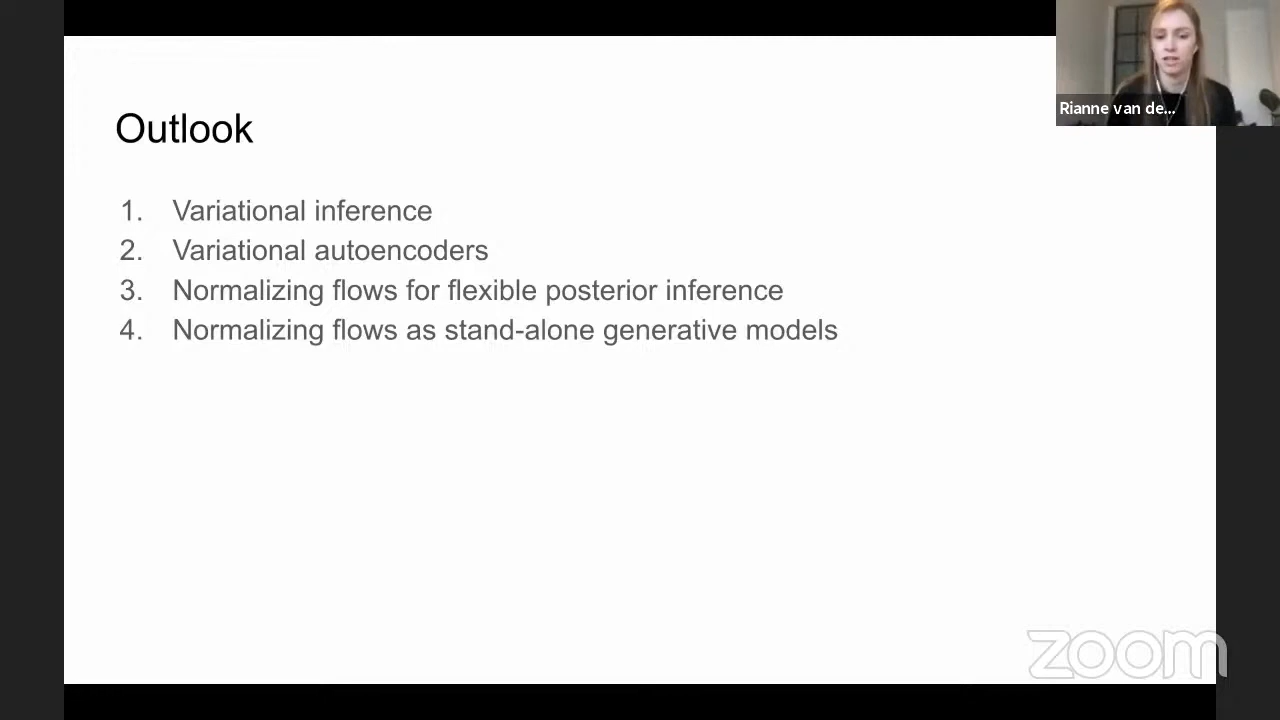 Rianne van de...
Outlook
1. Variational inference
2. Variational autoencoders
3. Normalizing flows for flexible posterior inference
4. Normalizing flows as stand-alone generative models
zoom